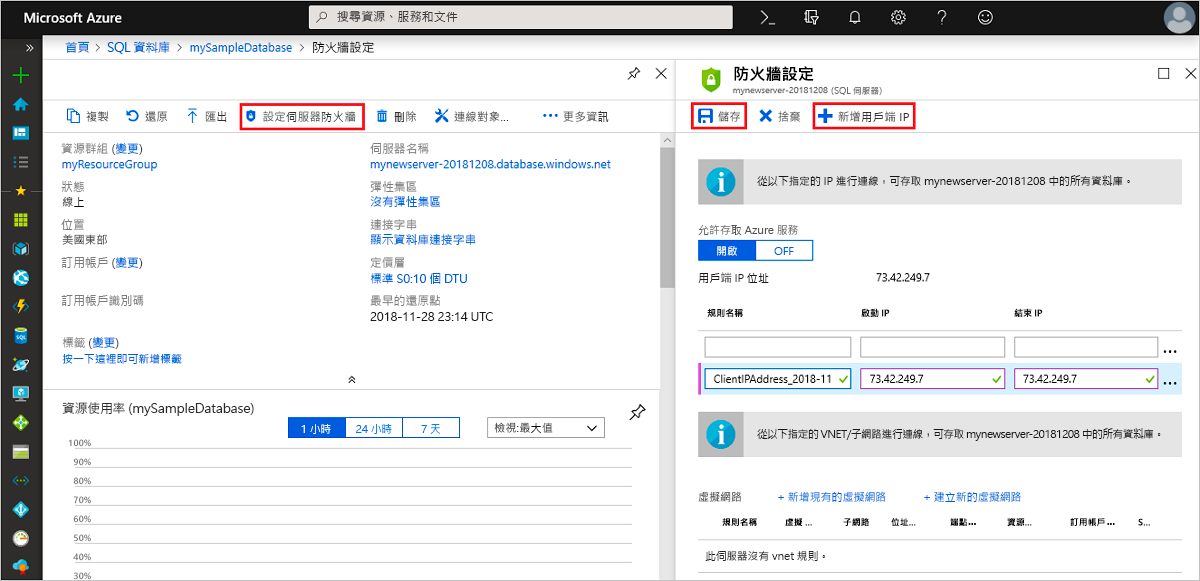 Microsoft Azure
搜尋資源、服務和文件
首頁 > SQL 資料庫 > mySampleDatabase > 防火牆設定
複製 還原 匯出 設定伺服器防火牆 刪除 連線對象... 更多資訊
資源群組 (變更)
myResourceGroup
狀態
線上
位置
美國東部
訂用帳戶 (變更)
訂用帳戶識別碼
標籤 (變更)
按一下這裡即可新增標籤
伺服器名稱
mynewserver-20181208.database.windows.net
彈性集區
沒有彈性集區
連接字串
顯示資料庫連接字串
定價層
標準 S0:10 個 DTU
最早的還原點
2018-11-28 23:14 UTC
資源使用率 (mySampleDatabase)
1 小時 24 小時 7 天 檢視:最大值
100%
90%
80%
70%
60%
50%
40%
30%
防火牆設定
mynewserver-20181208 (SQL 伺服器)
儲存 捨棄 新增用戶端 IP
從以下指定的 IP 進行連線，可存取 mynewserver-20181208 中的所有資料庫。
允許存取 Azure 服務
開啟 OFF
用戶端 IP 位址 73.42.249.7
規則名稱 啟動 IP 結束 IP
ClientIPAddress_2018-11 73.42.249.7 73.42.249.7
從以下指定的 VNET/子網路進行連線，可存取 mynewserver-20181208 中的所有資料庫。
虛擬網路 + 新增現有的虛擬網路 + 建立新的虛擬網路
規則名稱 虛擬 ... 子網路 位址... 端點... 資源... 訂用帳戶... S...
此伺服器沒有 vnet 規則。